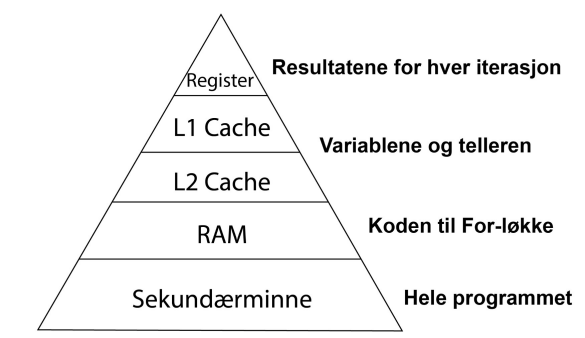 Register
Resultatene for hver iterasjon
L1 Cache
Variablene og telleren
L2 Cache
RAM
Koden til For-løkke
Sekundærminne
Hele programmet